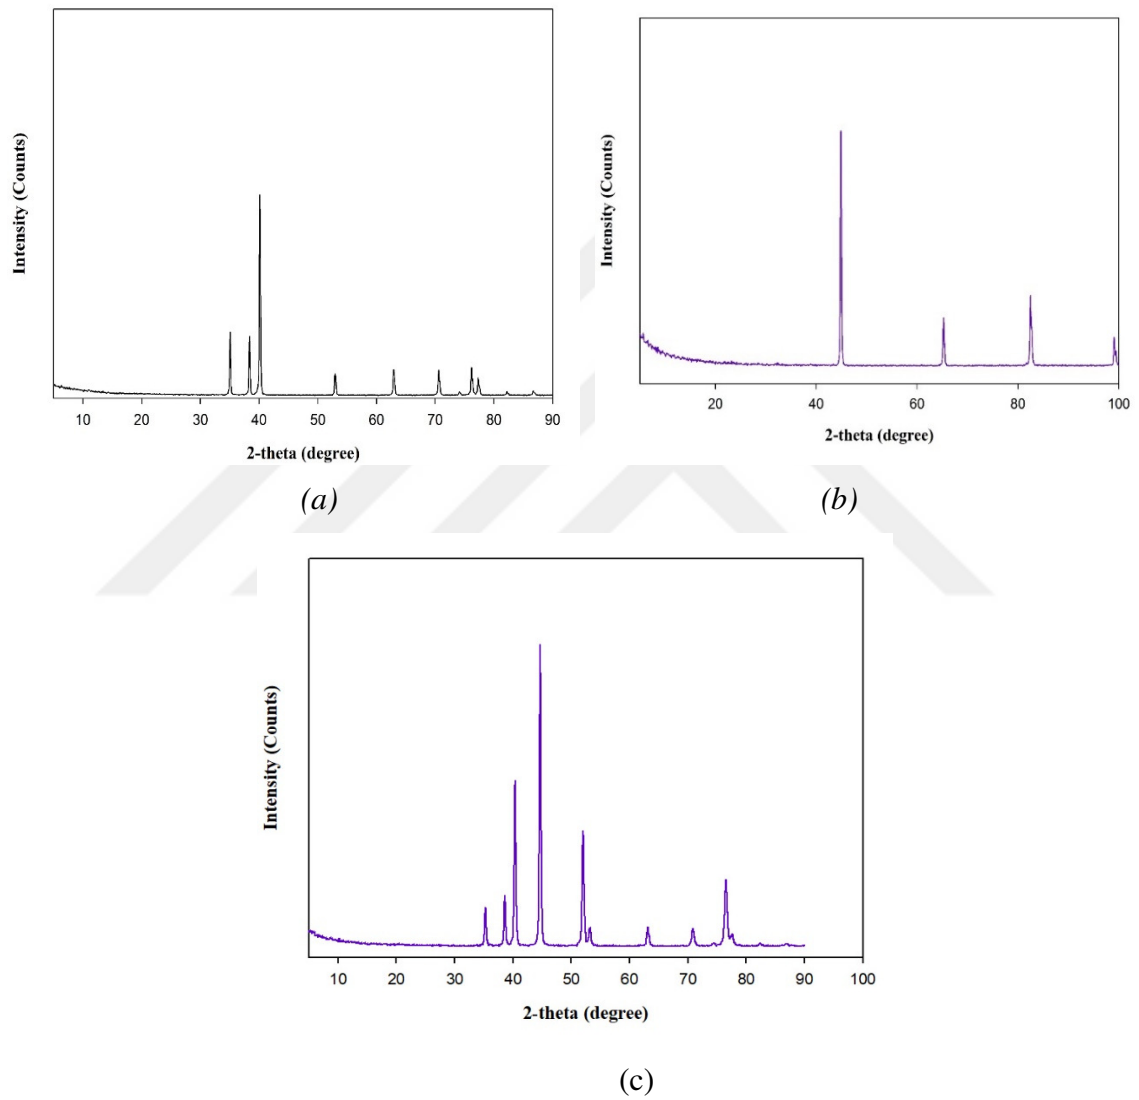 Intensity (Counts)
10 20 30 40 50 60 70 80 90
2-theta (degree)
(a)
Intensity (Counts)
20 40 60 80 100
2-theta (degree)
(b)
Intensity (Counts)
10 20 30 40 50 60 70 80 90 100
2-theta (degree)
(c)